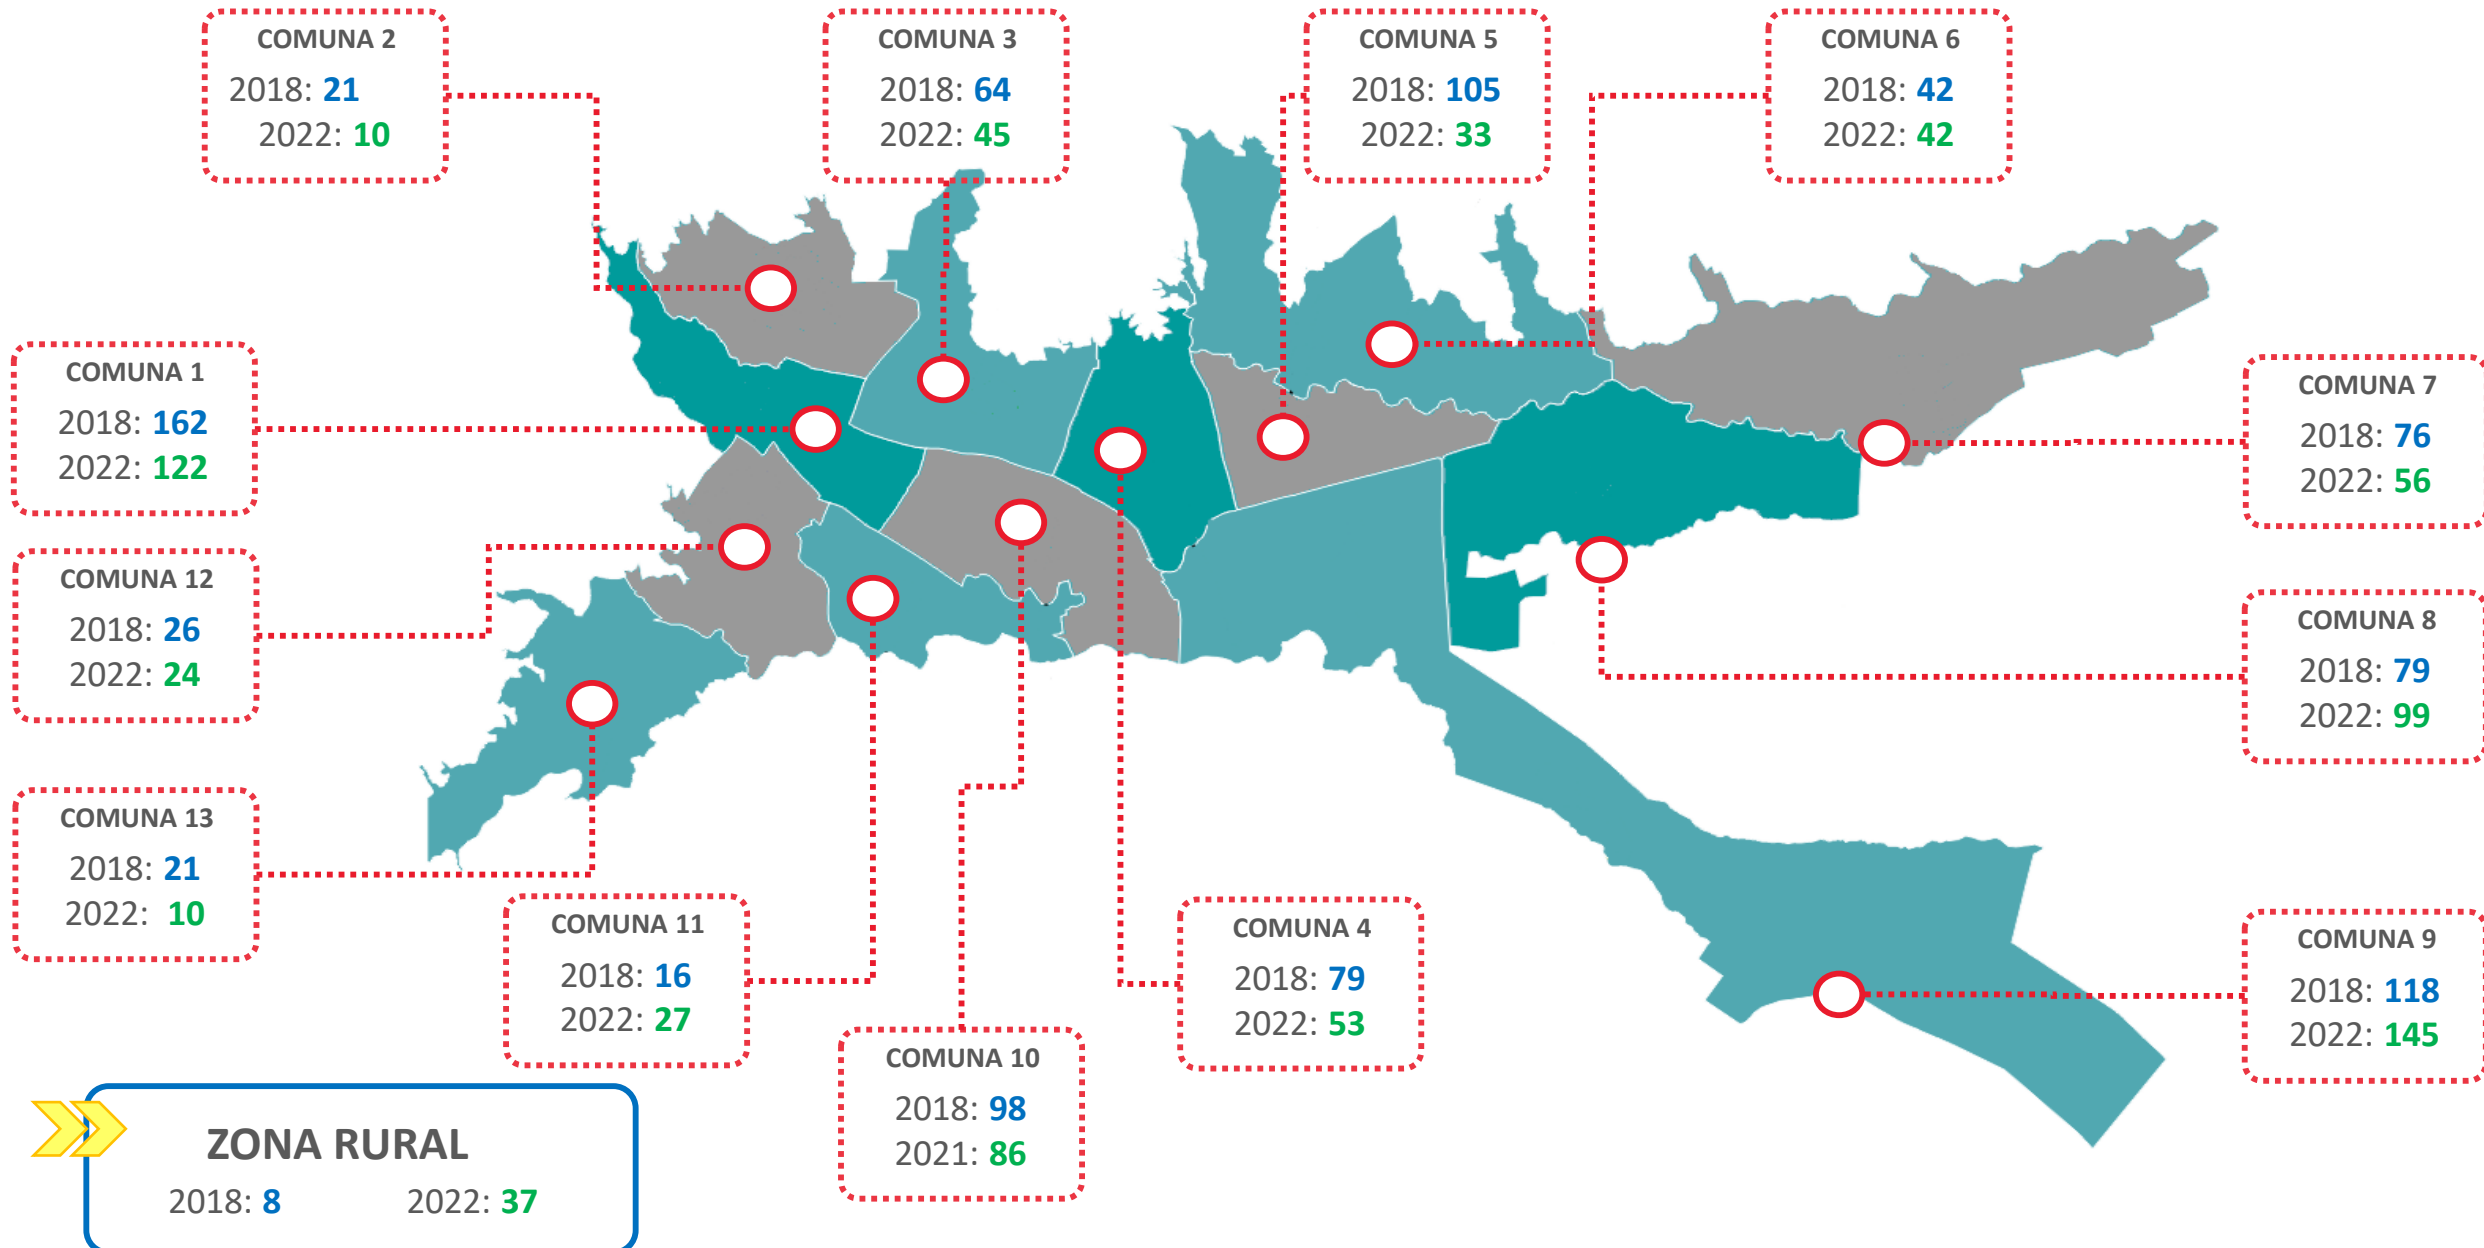 COMUNA 2
2018: 21
2022: 10
COMUNA 3
2018: 64
2022: 45
COMUNA 5
2018: 105
2022: 33
COMUNA 6
2018: 42
2022: 42
COMUNA 1
2018: 162
2022: 122
COMUNA 7
2018: 76
2022: 56
COMUNA 12
2018: 26
2022: 24
COMUNA 8
2018: 79
2022: 99
COMUNA 13
2018: 21
2022: 10
COMUNA 11
2018: 16
2022: 27
COMUNA 4
2018: 79
2022: 53
COMUNA 9
2018: 118
2022: 145
COMUNA 10
2018: 98
2021: 86
ZONA RURAL
2018: 8 2022: 37